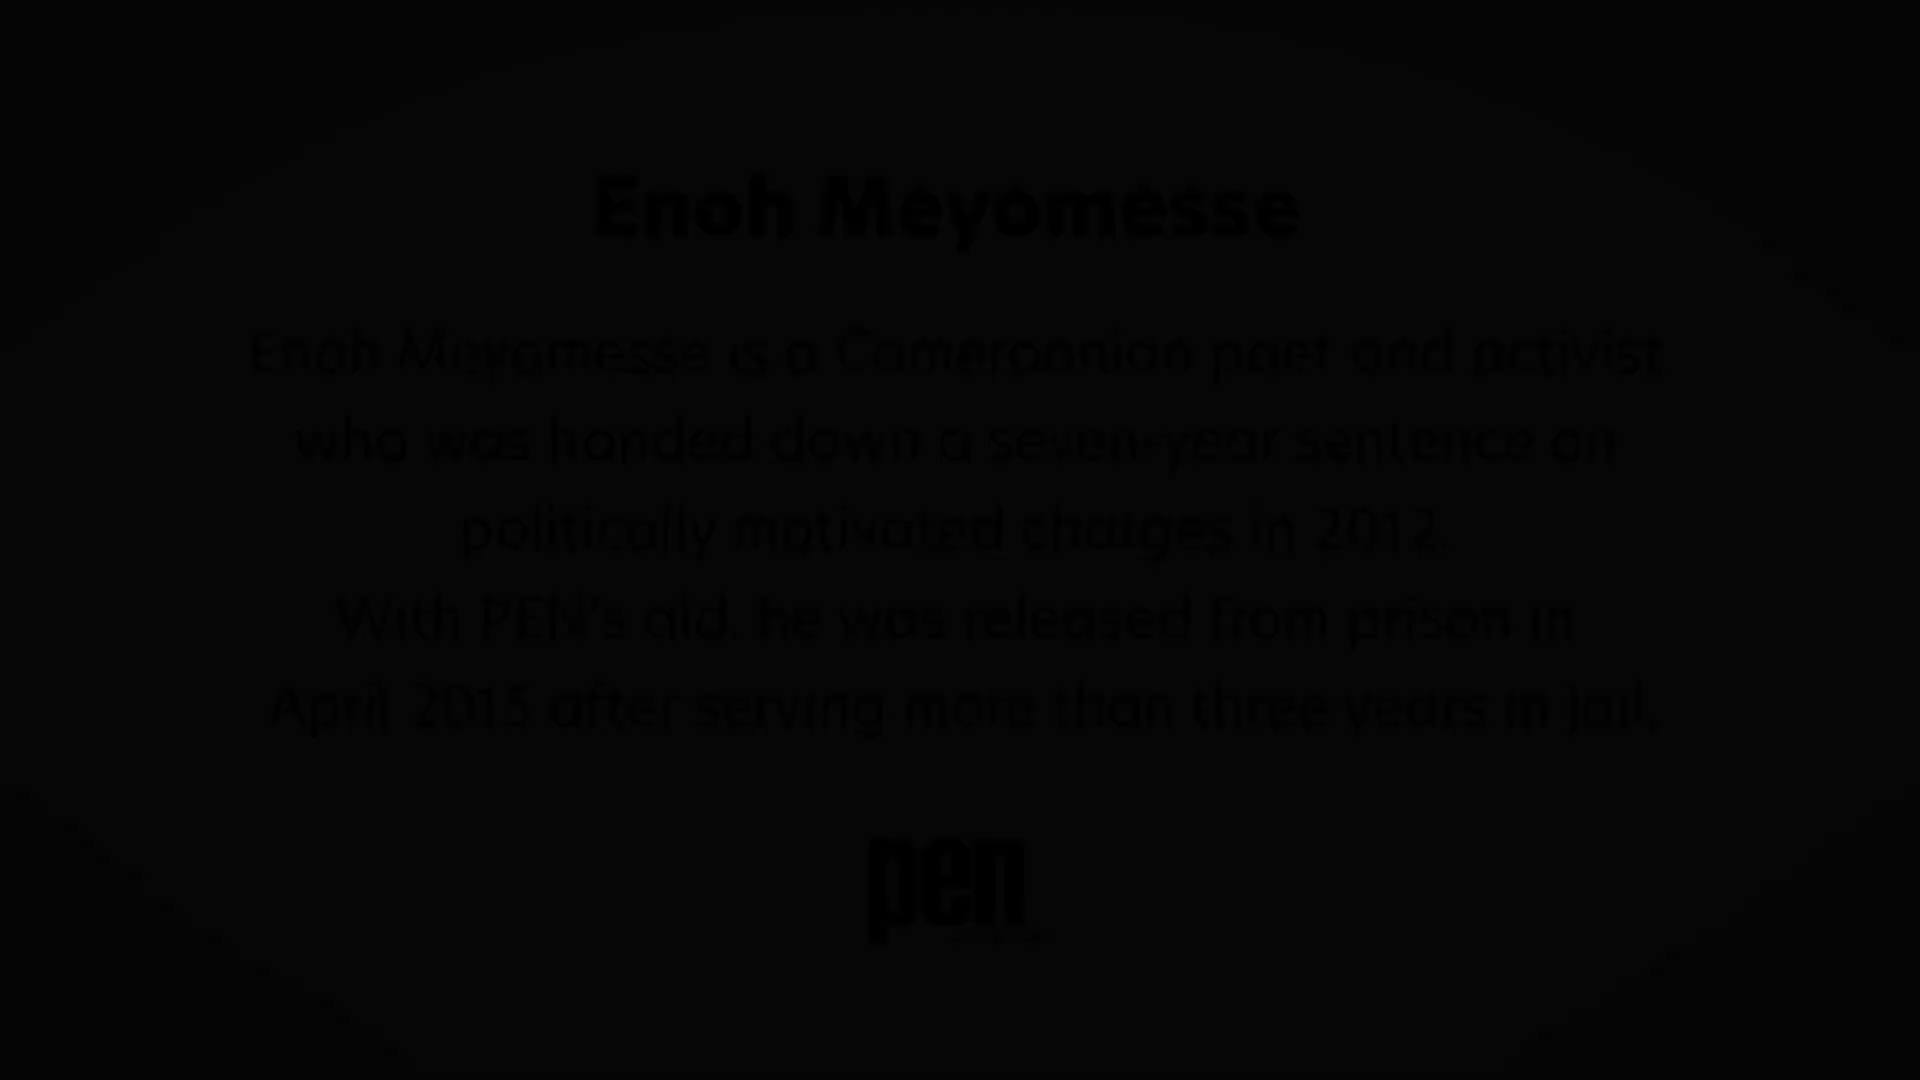 Enoh Meyomesse
Enoh Meyomesse is a Cameroonian poet and activist
who was handed down a seven-year sentence on
politically motivated charges in 2012.
With PEN's aid, he was released from prison in
April 2015 after serving more than three years in jail.
pen